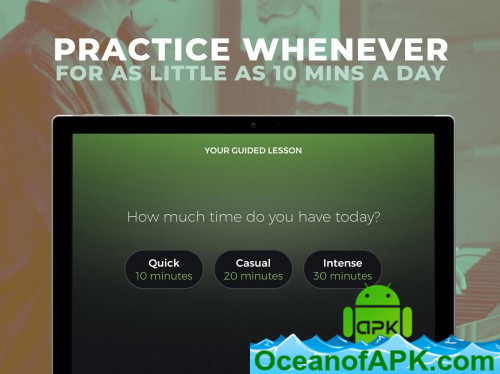 PRACTICE WHENEVER
FOR AS LITTLE AS 10 MINS A DAY
YOUR GUIDED LESSON
How much time do you have today?
Quick Casual Intense
10 minutes 20 minutes 30 minutes
apk
OceanofAPK.com